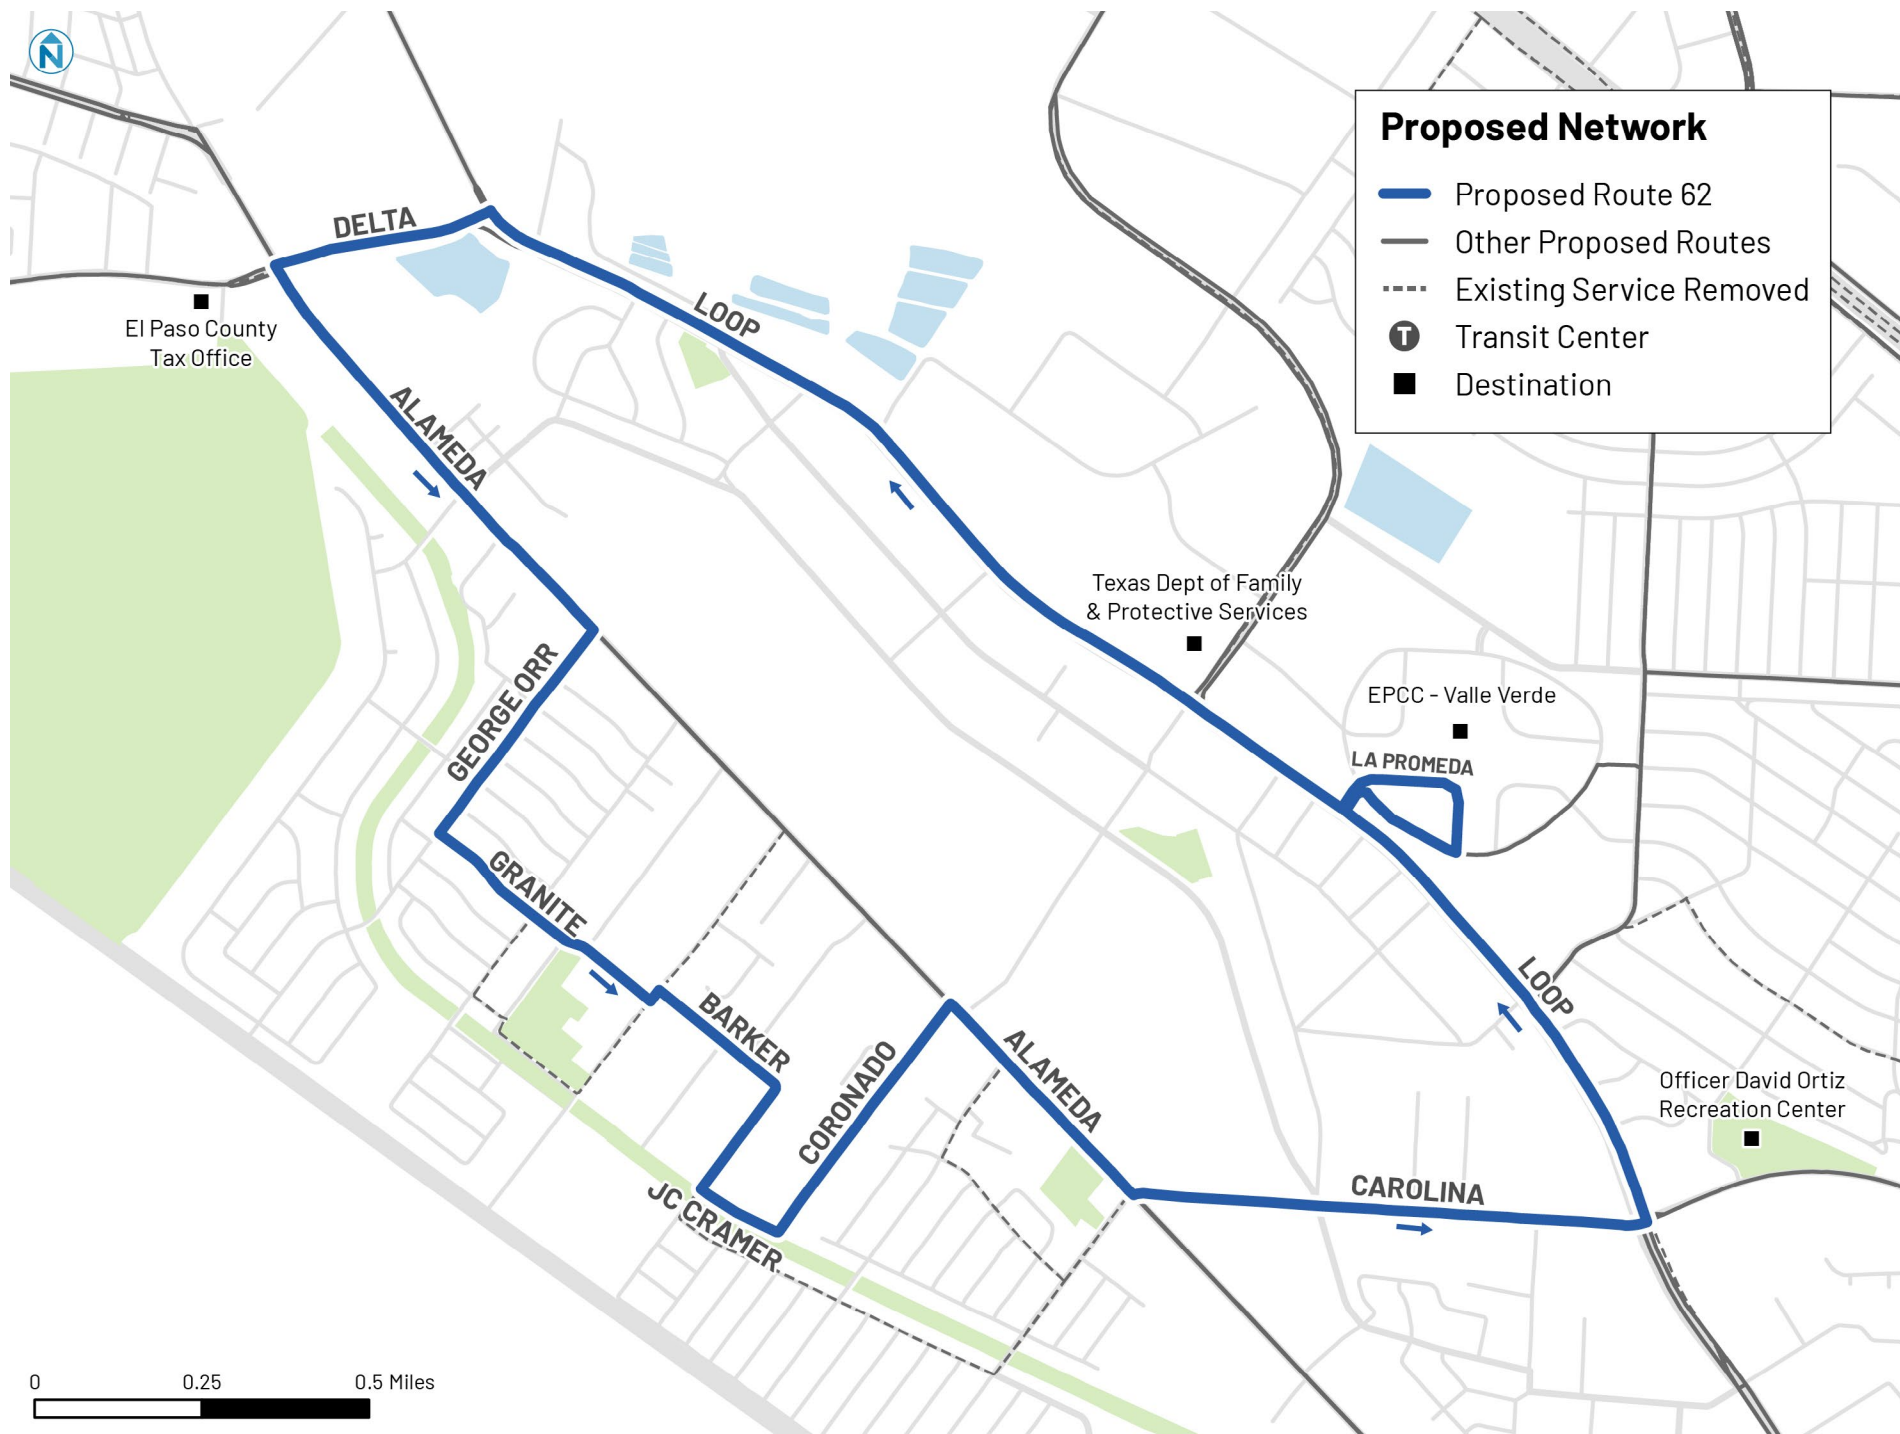 N
Proposed Network
Proposed Route 62
Other Proposed Routes
Existing Service Removed
T
Transit Center
Destination
DELTA
LOOP
El Paso County
Tax Office
ALAMEDA
Texas Dept of Family
& Protective Services
GEORGE ORR
EPCC - Valle Verde
LA PROMEDA
GRANITE
LOOP
BARKER
CORONADO
ALAMEDA
Officer David Ortiz
Recreation Center
JC CRAMER
CAROLINA
0 0.25 0.5 Miles